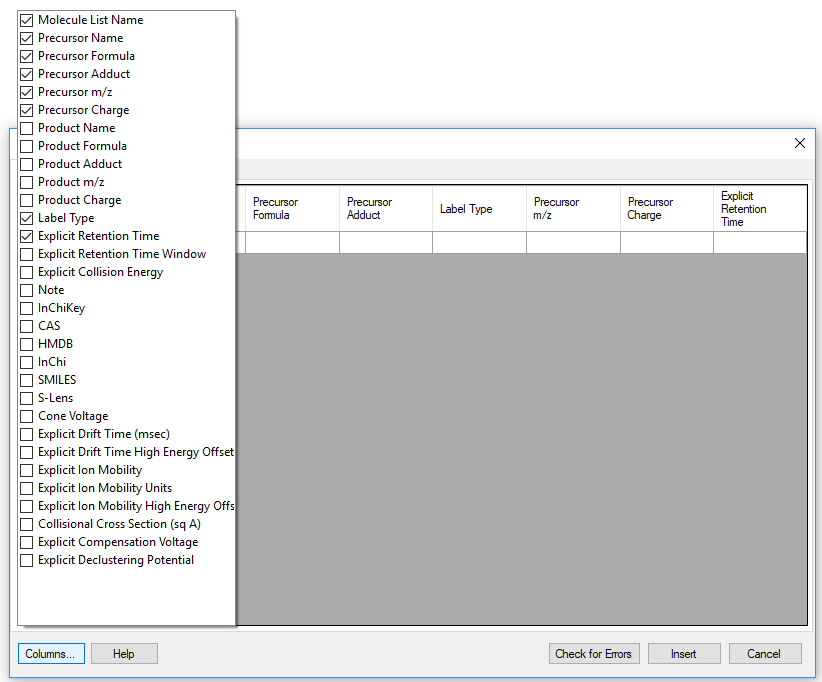 Molecule List Name
Precursor Name
Precursor Formula
Precursor Adduct
Precursor m/z
Precursor Charge
Product Name
Product Formula
Product Adduct
Product m/z
Product Charge
Label Type
Explicit Retention Time
Explicit Retention Time Window
Explicit Collision Energy
Note
InChiKey
CAS
HMDB
InChi
SMILES
S-Lens
Cone Voltage
Explicit Drift Time (msec)
Explicit Drift Time High Energy Offset
Explicit Ion Mobility
Explicit Ion Mobility Units
Explicit Ion Mobility High Energy Offs
Collisional Cross Section (sq A)
Explicit Compensation Voltage
Explicit Declustering Potential
Precursor
Formula
Precursor
Adduct
Label Type
Precursor
m/z
Precursor
Charge
Explicit
Retention
Time
Columns...
Help
Check for Errors
Insert
Cancel